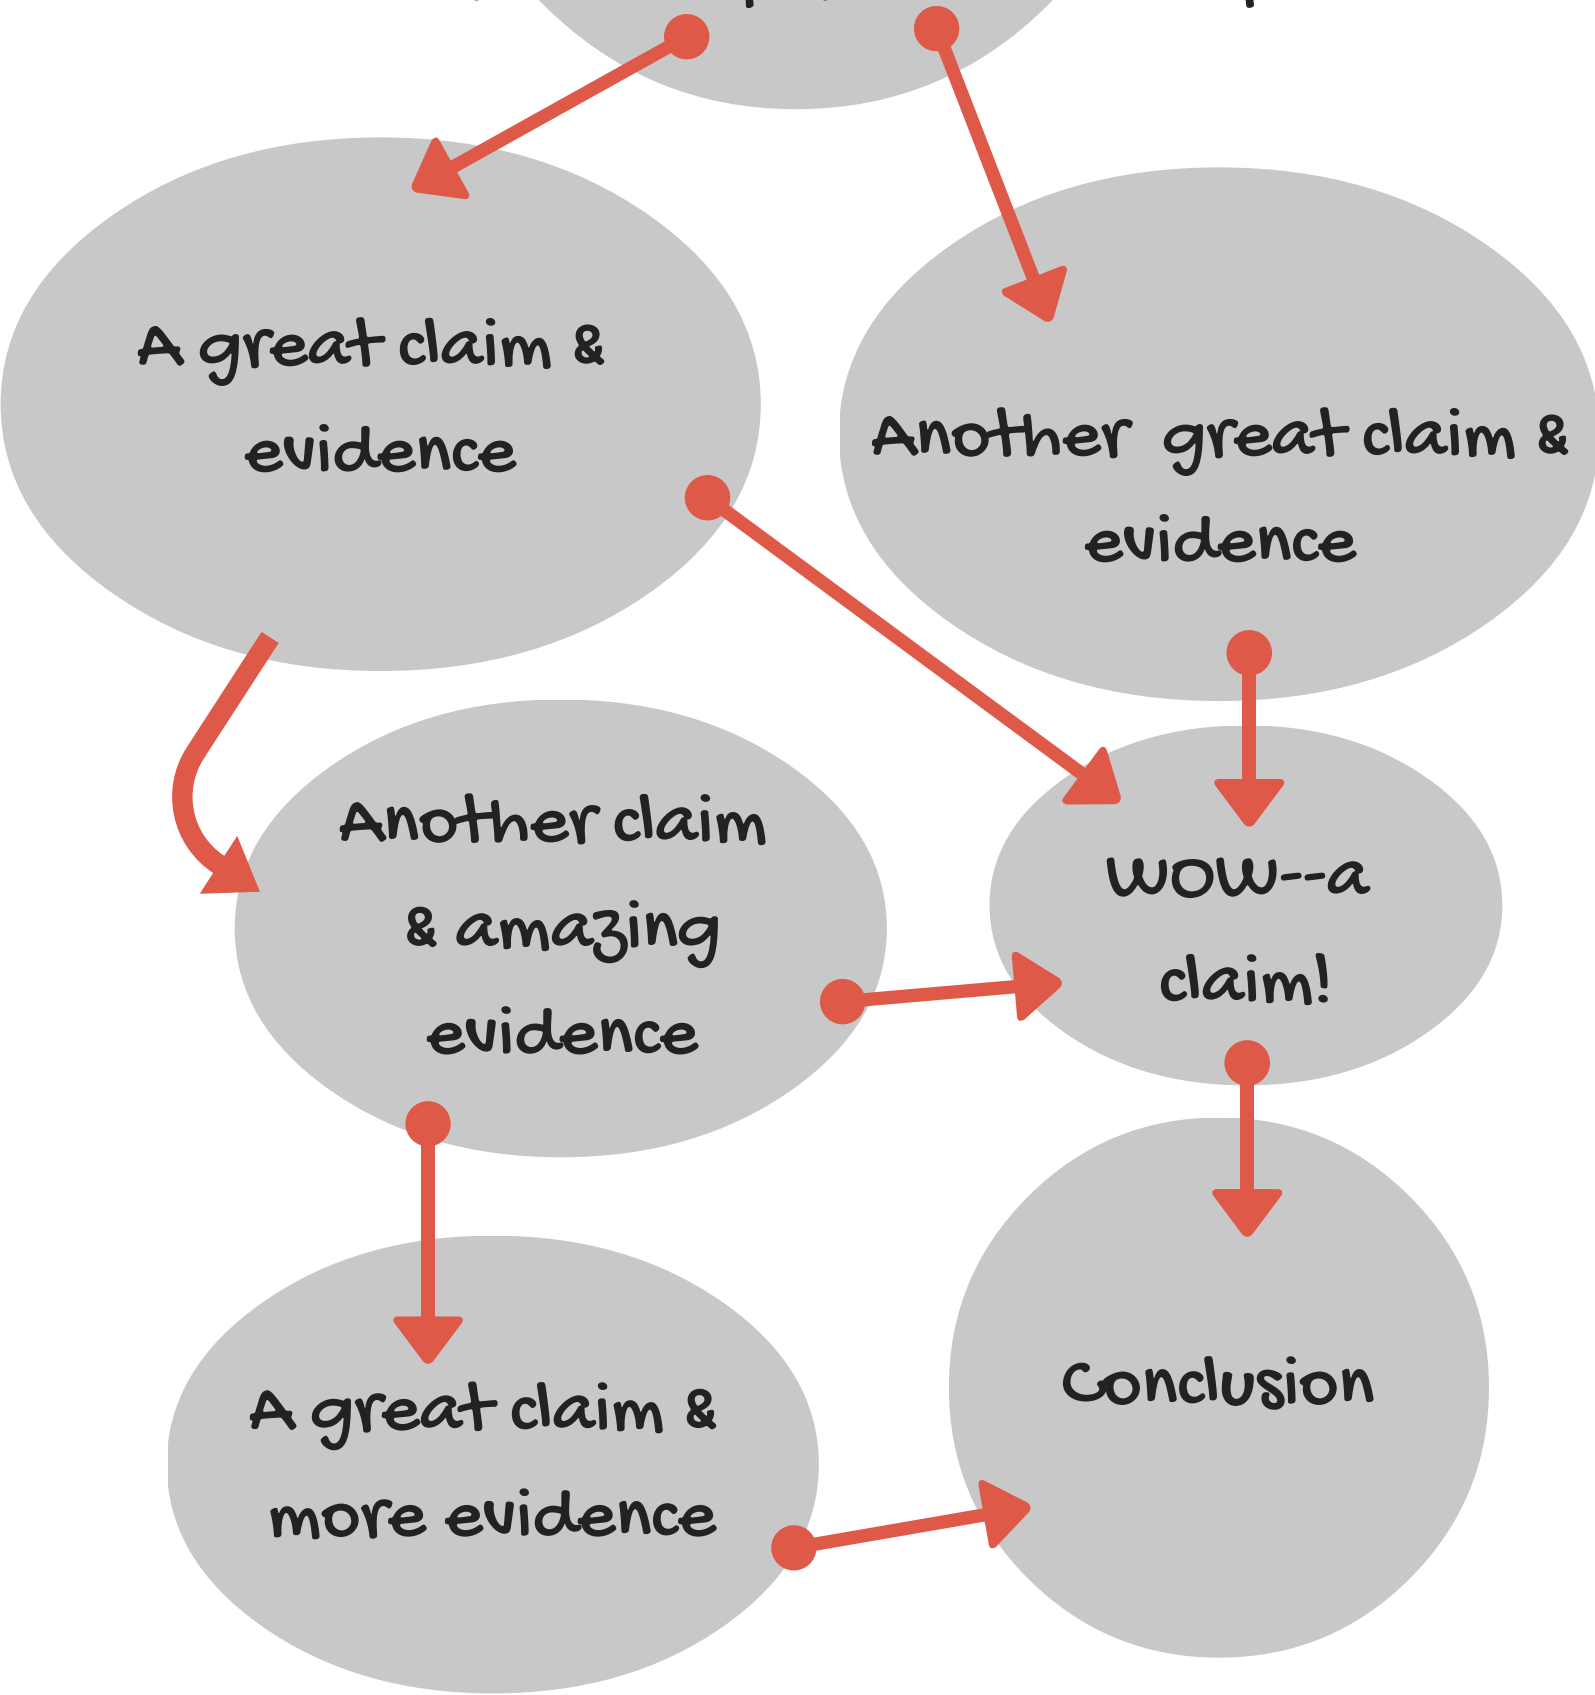 A great claim &
evidence
Another great claim &
evidence
Another claim
& amazing
evidence
WOW--a
claim!
A great claim &
more evidence
Conclusion